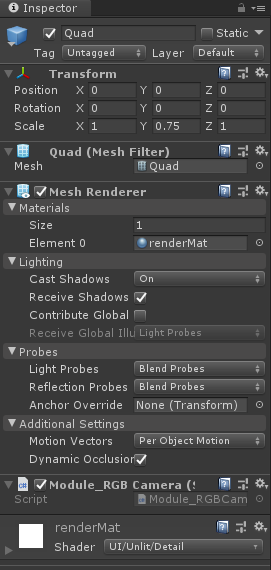 Inspector
Quad Static
Tag Untagged Layer Default
Transform
Position X 0 Y 0 Z 0
Rotation X 0 Y 0 Z 0
Scale X 1 Y 0.75 Z 1
Quad (Mesh Filter)
Mesh Quad
Mesh Renderer
Materials
Size 1
Element 0 renderMat
Lighting
Cast Shadows On
Receive Shadows
Contribute Global
Receive Global Illu Light Probes
Probes
Light Probes Blend Probes
Reflection Probes Blend Probes
Anchor Override None (Transform)
Additional Settings
Motion Vectors Per Object Motion
Dynamic Occlusion
Module_RGB Camera (S
Script Module_RGBCam
renderMat
Shader UI/Unlit/Detail